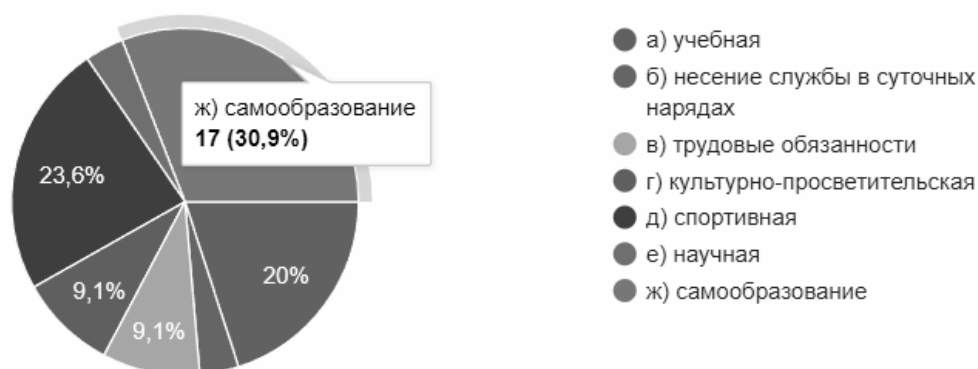 ж) самообразование
17 (30,9%)
23,6%
20%
9,1%
9,1%
а) учебная
б) несение службы в суточных
нарядах
в) трудовые обязанности
г) культурно-просветительская
д) спортивная
е) научная
ж) самообразование